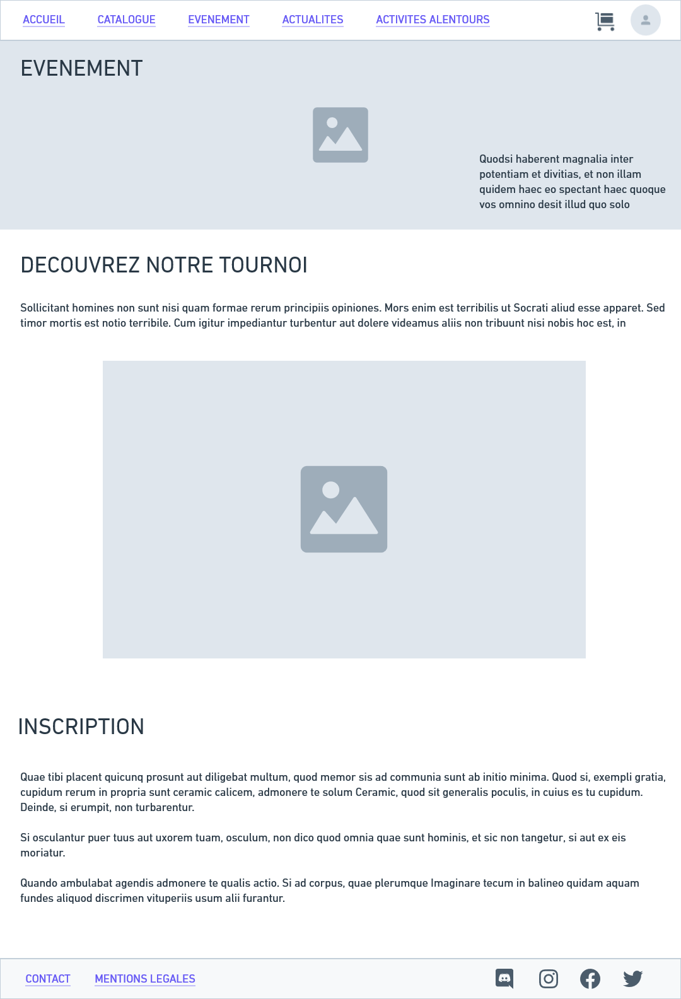 ACCUEIL CATALOGUE EVENEMENT ACTUALITES ACTIVITES ALENTOURS
EVENEMENT
Quodsi haberent magnalia inter
potentiam et divitias, et non illam
quidem haec eo spectant haec quoque
vos omnino desit illud quo solo
DECOUVREZ NOTRE TOURNOI
Sollicitant homines non sunt nisi quam formae rerum principiis opiniones. Mors enim est terribilis ut Socrati aliud esse apparet. Sed
timor mortis est notio terribile. Cum igitur impediantur turbentur aut dolere videamus aliis non tribuunt nisi nobis hoc est, in
INSCRIPTION
Quae tibi placent quicunq prosunt aut diligebat multum, quod memor sis ad communia sunt ab initio minima. Quod si, exempli gratia,
cupidum rerum in propria sunt ceramic calicem, admonere te solum Ceramic, quod sit generalis poculis, in cuius es tu cupidum.
Deinde, si erumpit, non turbarentur.
Si osculantur puer tuus aut uxorem tuam, osculum, non dico quod omnia quae sunt hominis, et sic non tangetur, si aut ex eis
moriatur.
Quando ambulabat agendis admonere te qualis actio. Si ad corpus, quae plerumque Imaginare tecum in balineo quidam aquam
fundes aliquod discrimen vituperiis usum alii furantur.
CONTACT MENTIONS LEGALES